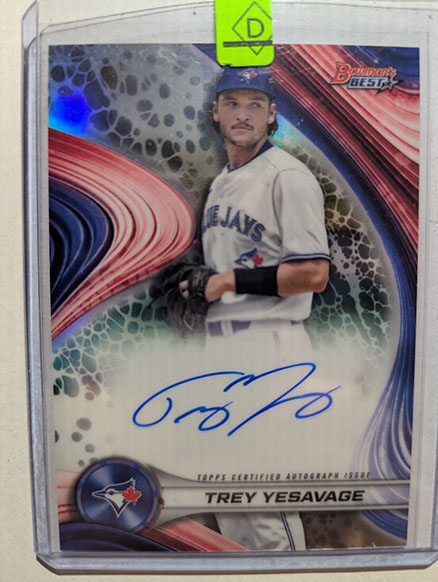 D
Bowman's
BEST
BLUE JAYS
TOPPS CERTIFIED AUTOGRAPH ISSUE
TREY YESAVAGE